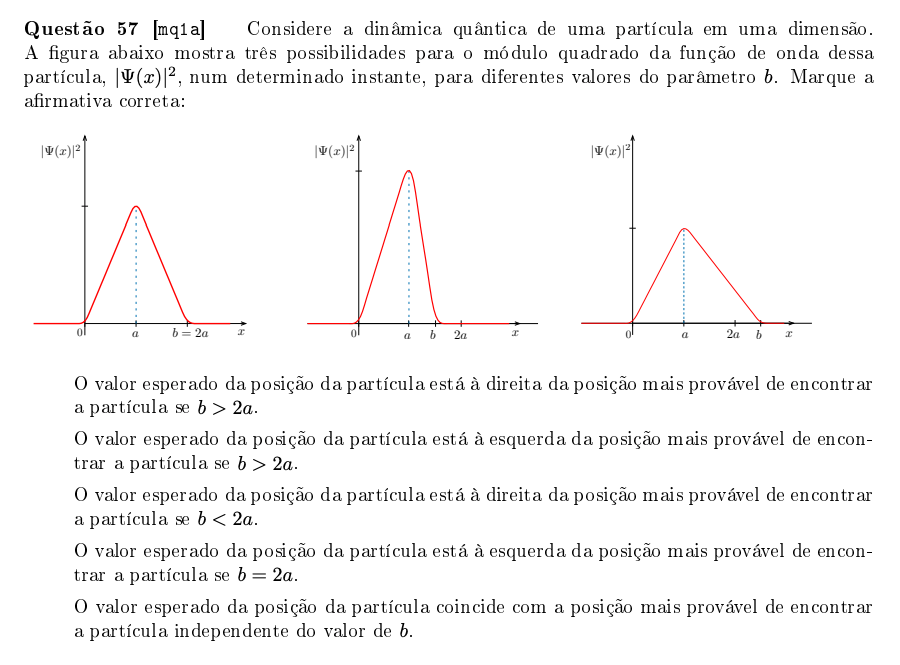 Questão 57 [mq1a] Considere a dinâmica quântica de uma partícula em uma dimensão.
A figura abaixo mostra três possibilidades para o módulo quadrado da função de onda dessa
partícula, |Ψ(x)|², num determinado instante, para diferentes valores do parâmetro b. Marque a
afirmativa correta:
|Ψ(x)|² |Ψ(x)|² |Ψ(x)|²
0 a b = 2a x 0 a b 2a x 0 a 2a b x
O valor esperado da posição da partícula está à direita da posição mais provável de encontrar
a partícula se b > 2a.
O valor esperado da posição da partícula está à esquerda da posição mais provável de encon-
trar a partícula se b > 2a.
O valor esperado da posição da partícula está à direita da posição mais provável de encontrar
a partícula se b < 2a.
O valor esperado da posição da partícula está à esquerda da posição mais provável de encon-
trar a partícula se b = 2a.
O valor esperado da posição da partícula coincide com a posição mais provável de encontrar
a partícula independente do valor de b.